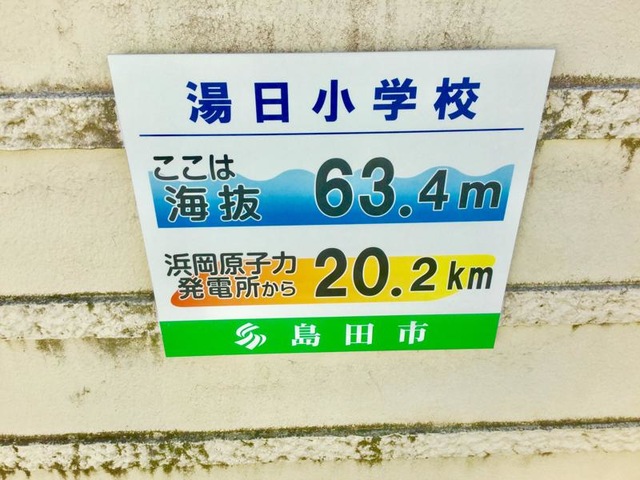 湯日小学校
ここは
海抜 63.4m
浜岡原子力
発電所から 20.2km
島田市